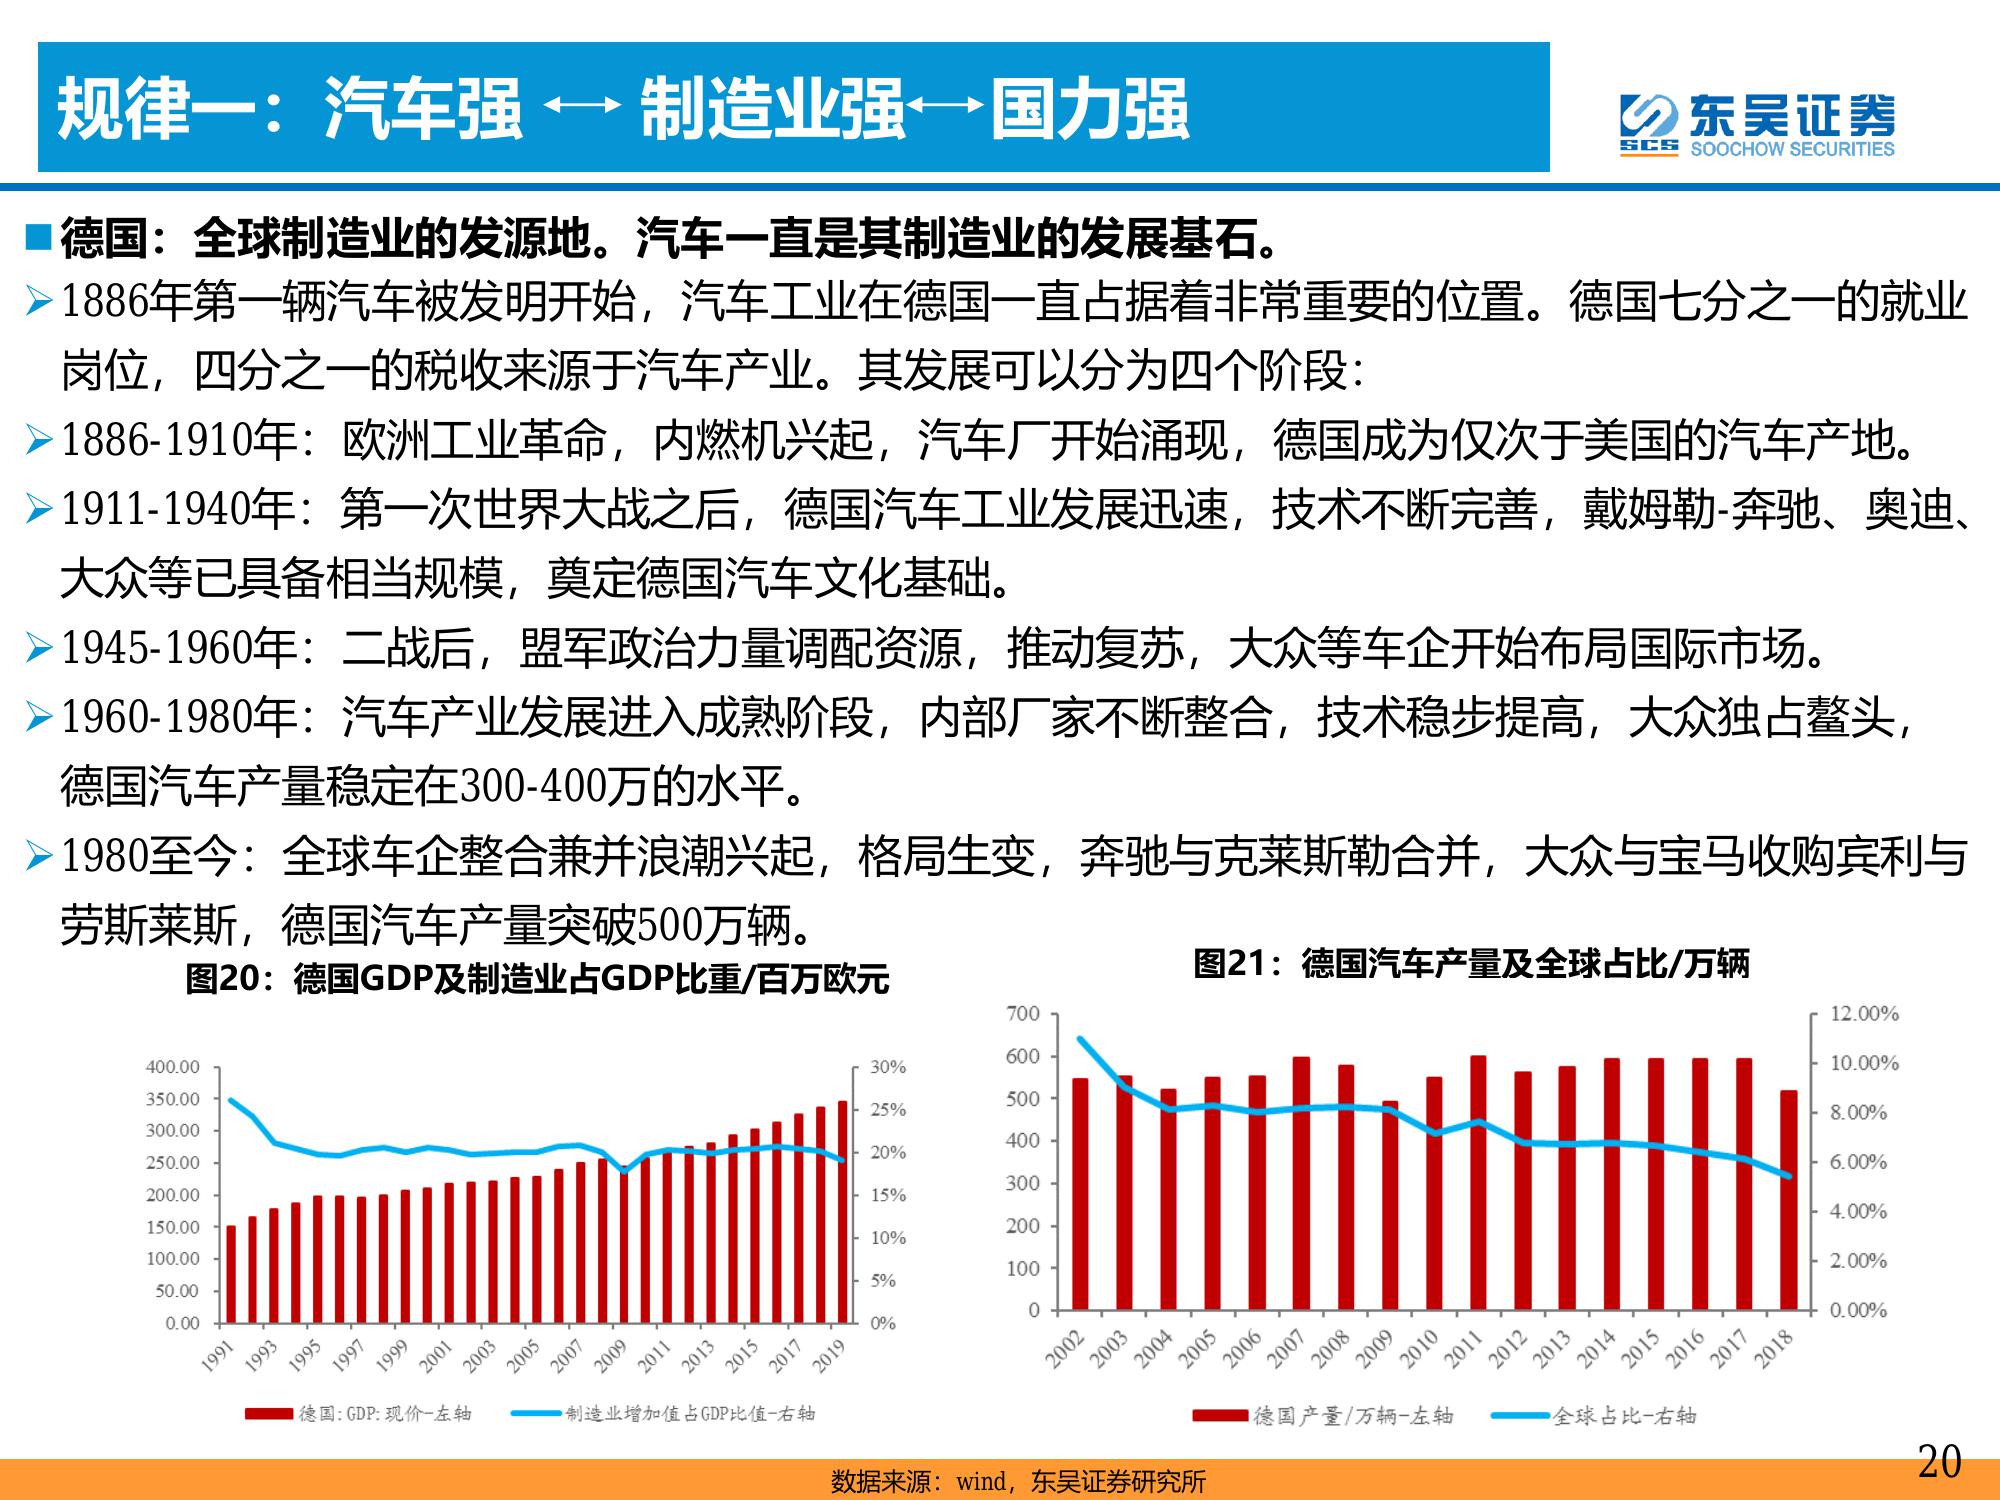 规律一：汽车强 ⟷ 制造业强⟷国力强
东吴证券
SCS SOOCHOW SECURITIES
德国：全球制造业的发源地。汽车一直是其制造业的发展基石。
1886年第一辆汽车被发明开始，汽车工业在德国一直占据着非常重要的位置。德国七分之一的就业
岗位，四分之一的税收来源于汽车产业。其发展可以分为四个阶段：
1886-1910年：欧洲工业革命，内燃机兴起，汽车厂开始涌现，德国成为仅次于美国的汽车产地。
1911-1940年：第一次世界大战之后，德国汽车工业发展迅速，技术不断完善，戴姆勒-奔驰、奥迪、
大众等已具备相当规模，奠定德国汽车文化基础。
1945-1960年：二战后，盟军政治力量调配资源，推动复苏，大众等车企开始布局国际市场。
1960-1980年：汽车产业发展进入成熟阶段，内部厂家不断整合，技术稳步提高，大众独占鳌头，
德国汽车产量稳定在300-400万的水平。
1980至今：全球车企整合兼并浪潮兴起，格局生变，奔驰与克莱斯勒合并，大众与宝马收购宾利与
劳斯莱斯，德国汽车产量突破500万辆。
图20：德国GDP及制造业占GDP比重/百万欧元
400.00
350.00
300.00
250.00
200.00
150.00
100.00
50.00
0.00
30%
25%
20%
15%
10%
5%
0%
1991 1993 1995 1997 1999 2001 2003 2005 2007 2009 2011 2013 2015 2017 2019
德国:GDP:现价-左轴 制造业增加值占GDP比值-右轴
图21：德国汽车产量及全球占比/万辆
700
600
500
400
300
200
100
0
12.00%
10.00%
8.00%
6.00%
4.00%
2.00%
0.00%
2002 2003 2004 2005 2006 2007 2008 2009 2010 2011 2012 2013 2014 2015 2016 2017 2018
德国产量/万辆-左轴 全球占比-右轴
数据来源：wind，东吴证券研究所
20